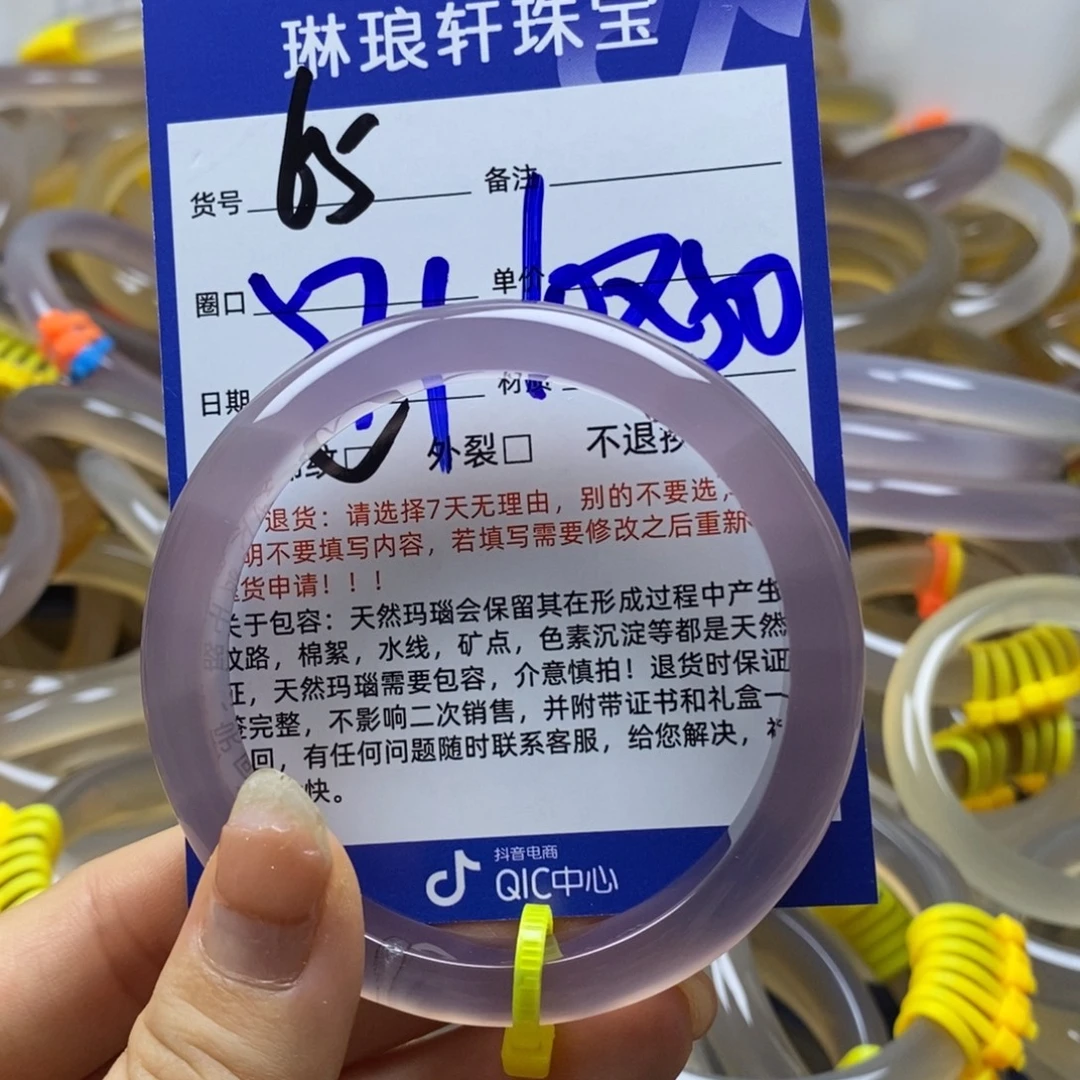 琳琅轩珠宝
货号 65 备注
圈口 单价
日期 材质
纹□ 外裂□ 不退换
退货：请选择7天无理由，别的不要选，
明不要填写内容，若填写需要修改之后重新
货申请！！！
关于包容：天然玛瑙会保留其在形成过程中产生
纹路，棉絮，水线，矿点，色素沉淀等都是天然
证，天然玛瑙需要包容，介意慎拍！退货时保证
签完整，不影响二次销售，并附带证书和礼盒一
回，有任何问题随时联系客服，给您解决，祝
快。
抖音电商
QIC中心